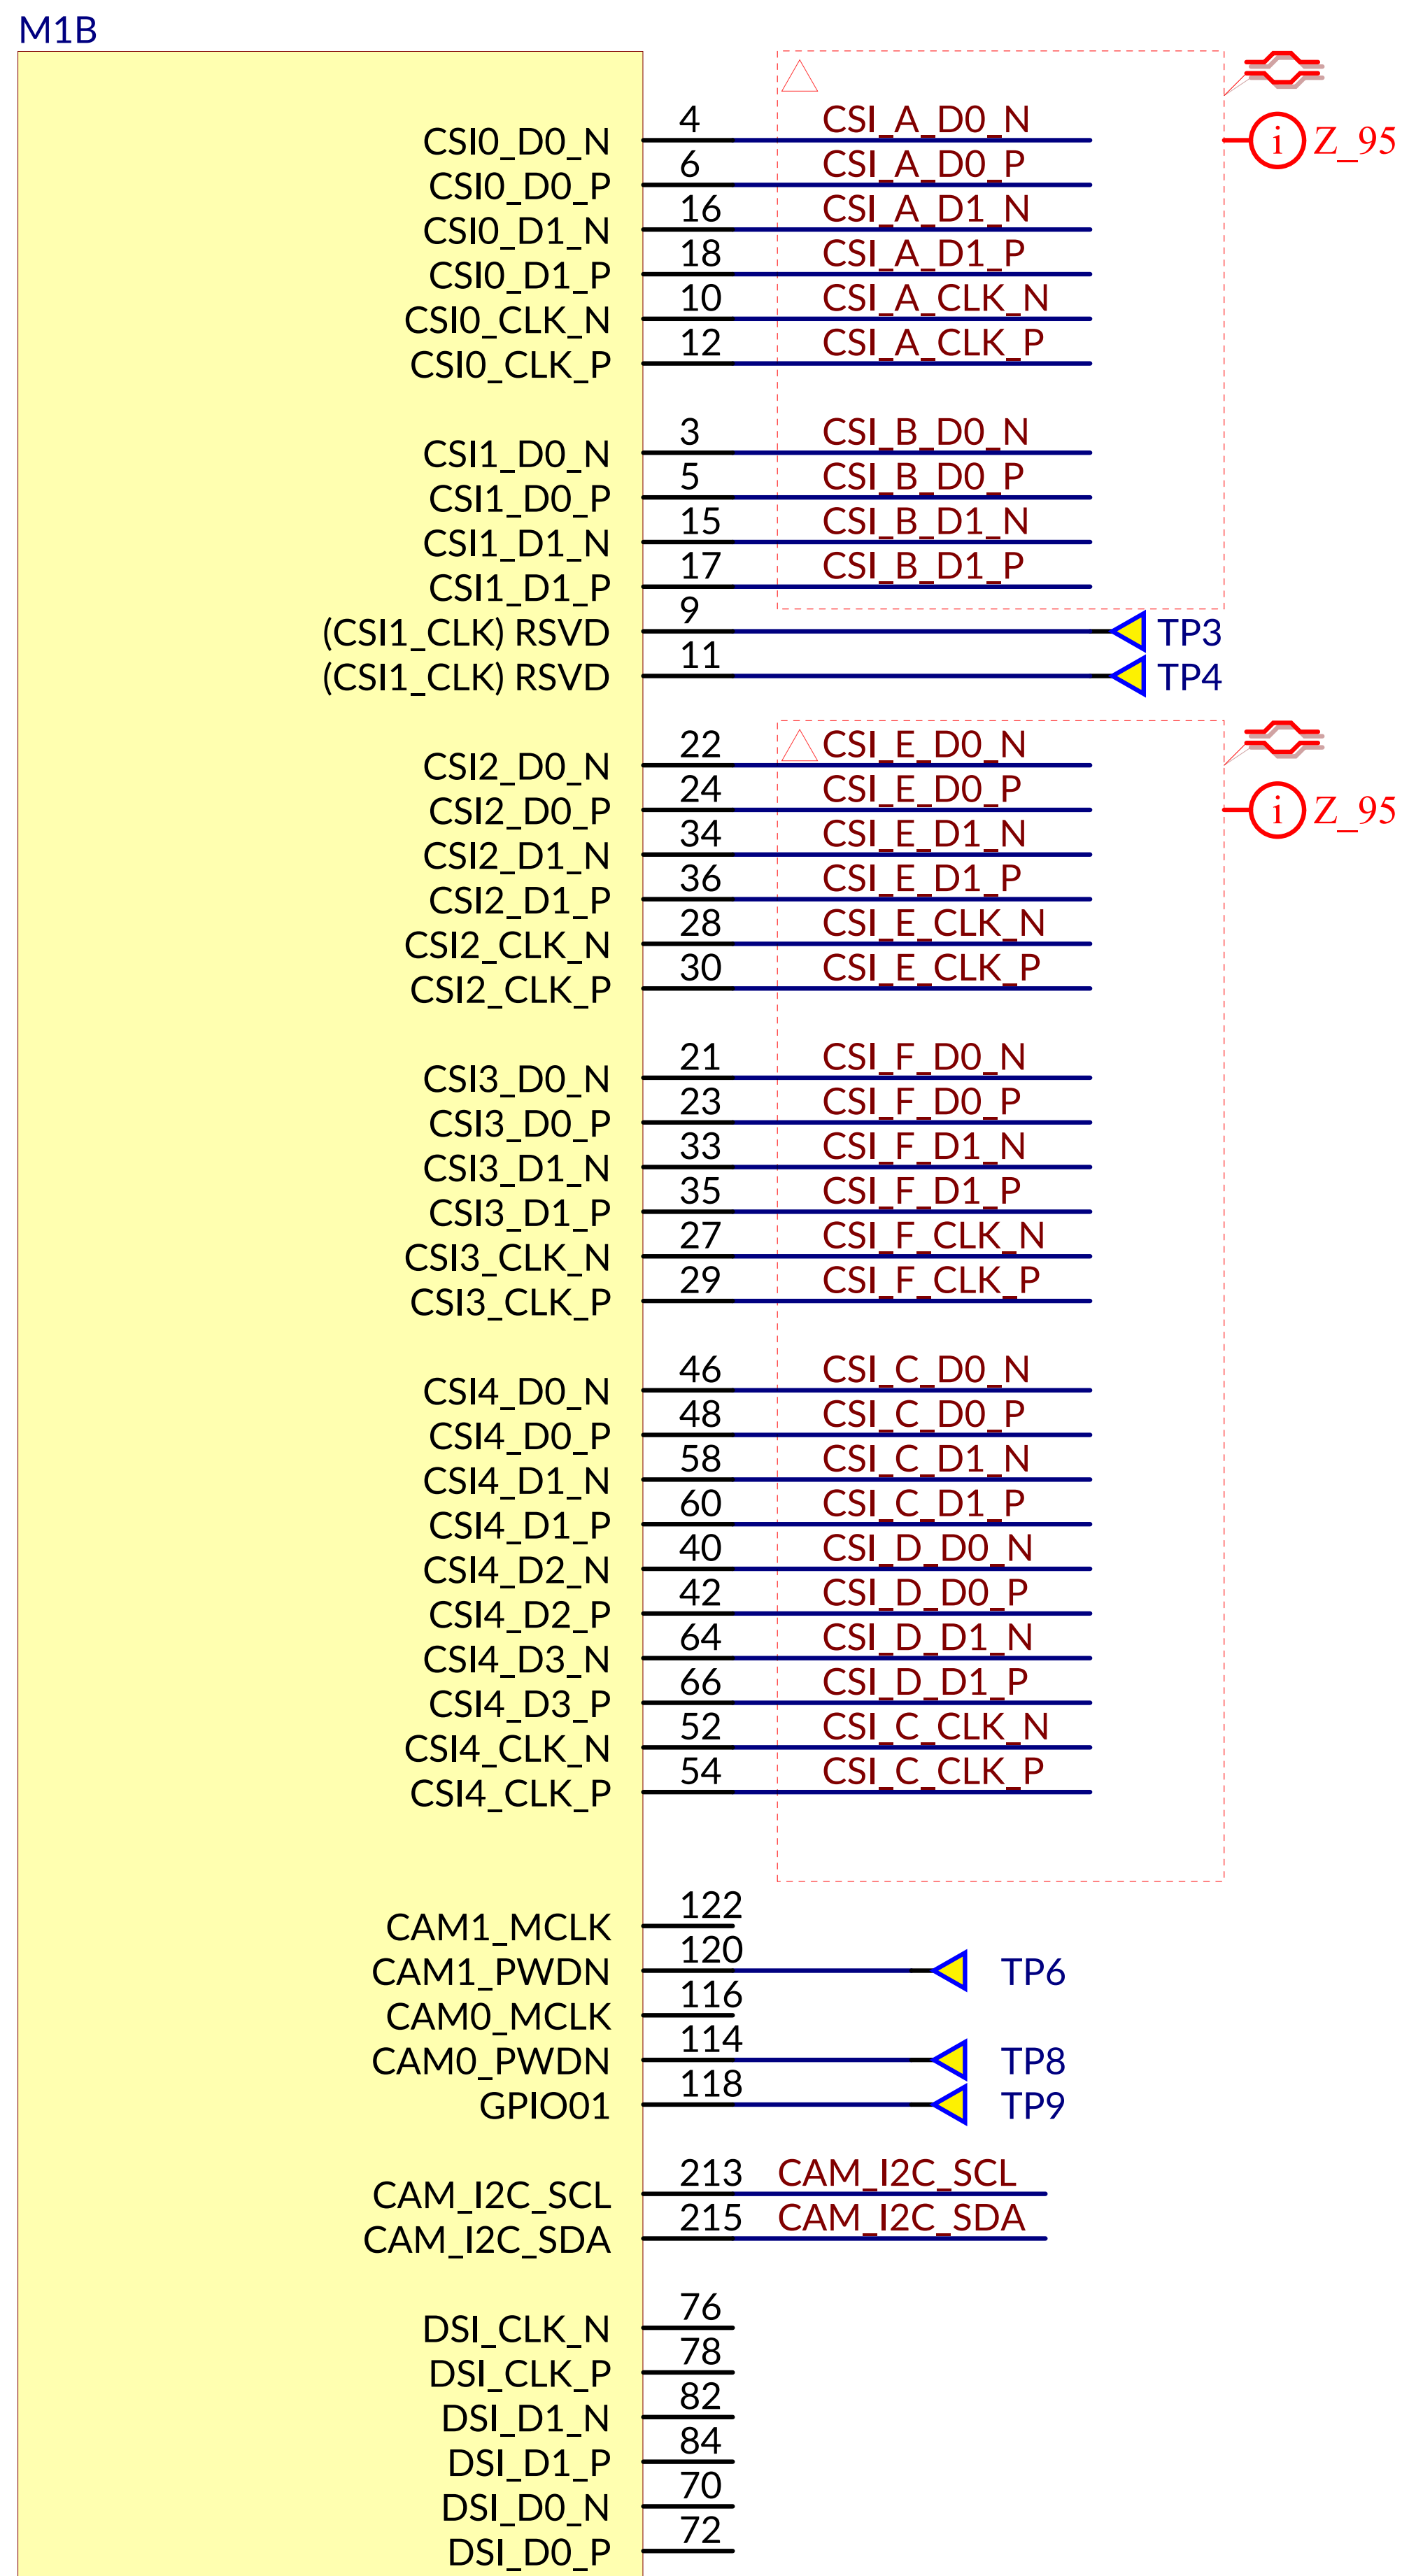 M1B
CSI0_D0_N 4 CSI_A_D0_N
CSI0_D0_P 6 CSI_A_D0_P i Z_95
CSI0_D1_N 16 CSI_A_D1_N
CSI0_D1_P 18 CSI_A_D1_P
CSI0_CLK_N 10 CSI_A_CLK_N
CSI0_CLK_P 12 CSI_A_CLK_P
CSI1_D0_N 3 CSI_B_D0_N
CSI1_D0_P 5 CSI_B_D0_P
CSI1_D1_N 15 CSI_B_D1_N
CSI1_D1_P 17 CSI_B_D1_P
(CSI1_CLK) RSVD 9 TP3
(CSI1_CLK) RSVD 11 TP4
CSI2_D0_N 22 CSI_E_D0_N
CSI2_D0_P 24 CSI_E_D0_P i Z_95
CSI2_D1_N 34 CSI_E_D1_N
CSI2_D1_P 36 CSI_E_D1_P
CSI2_CLK_N 28 CSI_E_CLK_N
CSI2_CLK_P 30 CSI_E_CLK_P
CSI3_D0_N 21 CSI_F_D0_N
CSI3_D0_P 23 CSI_F_D0_P
CSI3_D1_N 33 CSI_F_D1_N
CSI3_D1_P 35 CSI_F_D1_P
CSI3_CLK_N 27 CSI_F_CLK_N
CSI3_CLK_P 29 CSI_F_CLK_P
CSI4_D0_N 46 CSI_C_D0_N
CSI4_D0_P 48 CSI_C_D0_P
CSI4_D1_N 58 CSI_C_D1_N
CSI4_D1_P 60 CSI_C_D1_P
CSI4_D2_N 40 CSI_D_D0_N
CSI4_D2_P 42 CSI_D_D0_P
CSI4_D3_N 64 CSI_D_D1_N
CSI4_D3_P 66 CSI_D_D1_P
CSI4_CLK_N 52 CSI_C_CLK_N
CSI4_CLK_P 54 CSI_C_CLK_P
CAM1_MCLK 122
CAM1_PWDN 120 TP6
CAM0_MCLK 116
CAM0_PWDN 114 TP8
GPIO01 118 TP9
CAM_I2C_SCL 213 CAM_I2C_SCL
CAM_I2C_SDA 215 CAM_I2C_SDA
DSI_CLK_N 76
DSI_CLK_P 78
DSI_D1_N 82
DSI_D1_P 84
DSI_D0_N 70
DSI_D0_P 72